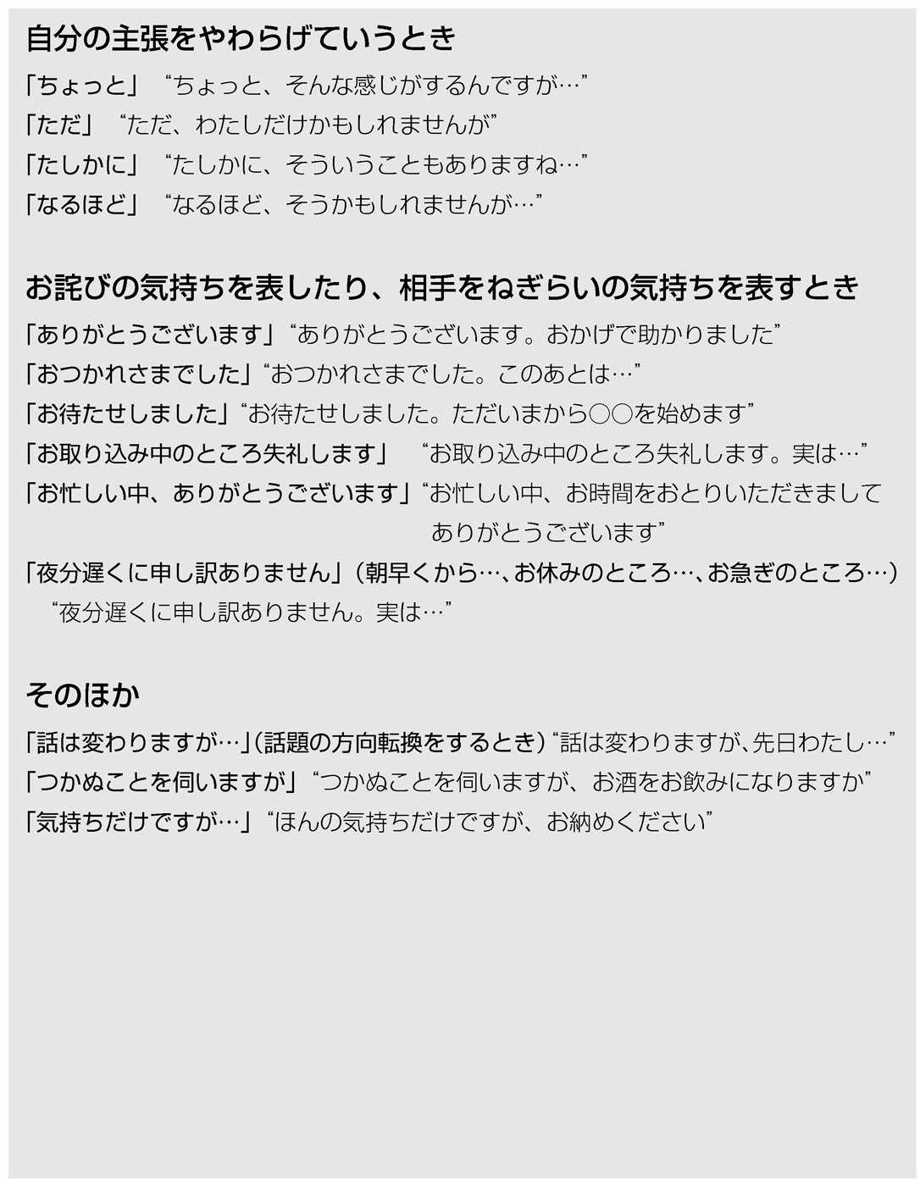 自分の主張をやわらげていうとき
「ちょっと」 “ちょっと、そんな感じがするんですが…”
「ただ」 “ただ、わたしだけかもしれませんが”
「たしかに」 “たしかに、そういうこともありますね…”
「なるほど」 “なるほど、そうかもしれませんが…”
お詫びの気持ちを表したり、相手をねぎらいの気持ちを表すとき
「ありがとうございます」 “ありがとうございます。おかげで助かりました”
「おつかれさまでした」 “おつかれさまでした。このあとは…”
「お待たせしました」 “お待たせしました。ただいまから○○を始めます”
「お取り込み中のところ失礼します」 “お取り込み中のところ失礼します。実は…”
「お忙しい中、ありがとうございます」 “お忙しい中、お時間をおとりいただきまして
ありがとうございます”
「夜分遅くに申し訳ありません」（朝早くから…、お休みのところ…、お急ぎのところ…）
“夜分遅くに申し訳ありません。実は…”
そのほか
「話は変わりますが…」（話題の方向転換をするとき） “話は変わりますが、先日わたし…”
「つかぬことを伺いますが」 “つかぬことを伺いますが、お酒をお飲みになりますか”
「気持ちだけですが…」 “ほんの気持ちだけですが、お納めください”